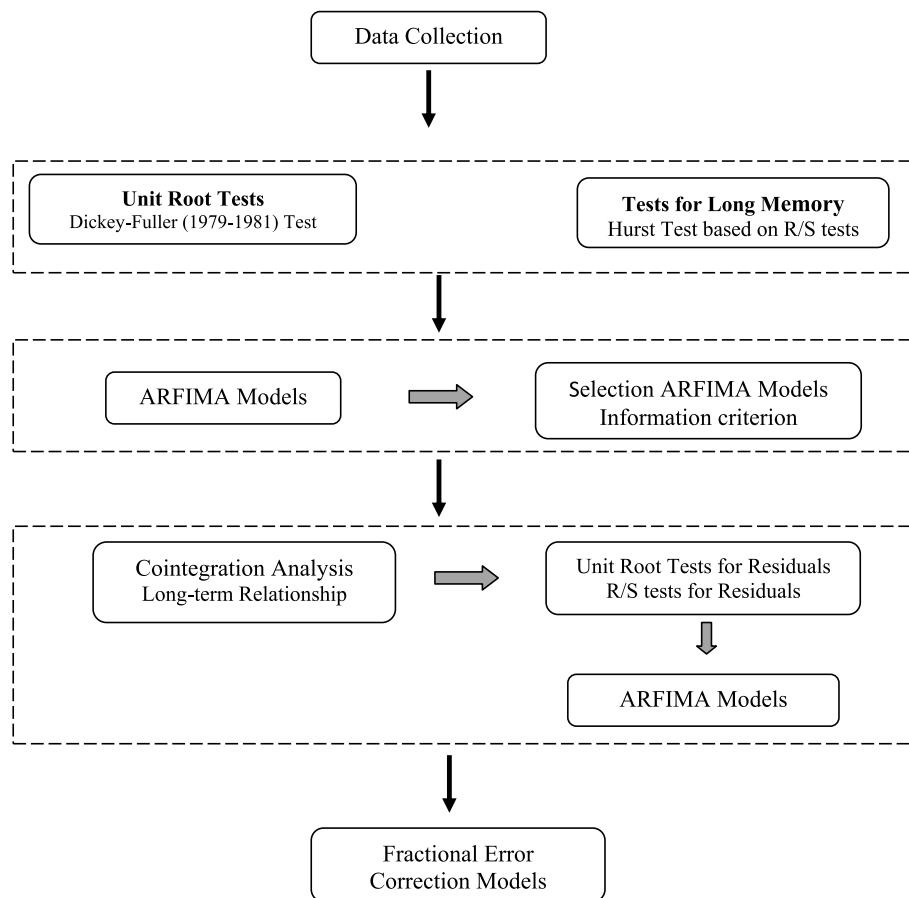 Data Collection
Unit Root Tests
Dickey-Fuller (1979-1981) Test
Tests for Long Memory
Hurst Test based on R/S tests
ARFIMA Models
Selection ARFIMA Models
Information criterion
Cointegration Analysis
Long-term Relationship
Unit Root Tests for Residuals
R/S tests for Residuals
ARFIMA Models
Fractional Error
Correction Models